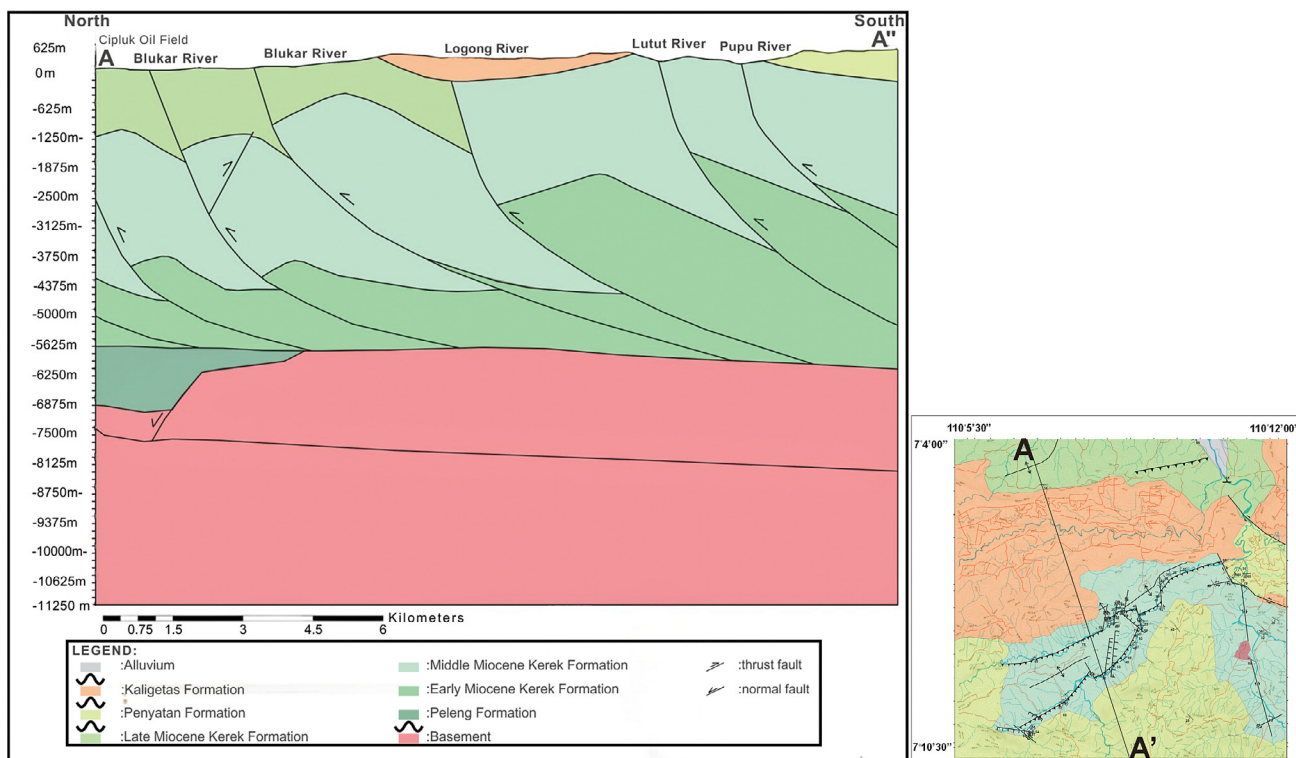 North
South
Cipluk Oil Field
A
Blukar River
Blukar River
Logong River
Lutut River
Pupu River
A"
625m
0m
-625m
-1250m-
-1875m
-2500m
-3125m
-3750m
-4375m
-5000m
-5625m
-6250m
-6875m
-7500m
-8125m
-8750m-
-9375m
-10000m-
-10625m
-11250 m
0 0.75 1.5 3 4.5 6
Kilometers
LEGEND:
:Alluvium
:Kaligetas Formation
:Penyatan Formation
:Late Miocene Kerek Formation
:Middle Miocene Kerek Formation
:Early Miocene Kerek Formation
:Peleng Formation
:Basement
:thrust fault
:normal fault
110°5'30"
110°12'00"
7°4'00"
A
7°10'30"
A'